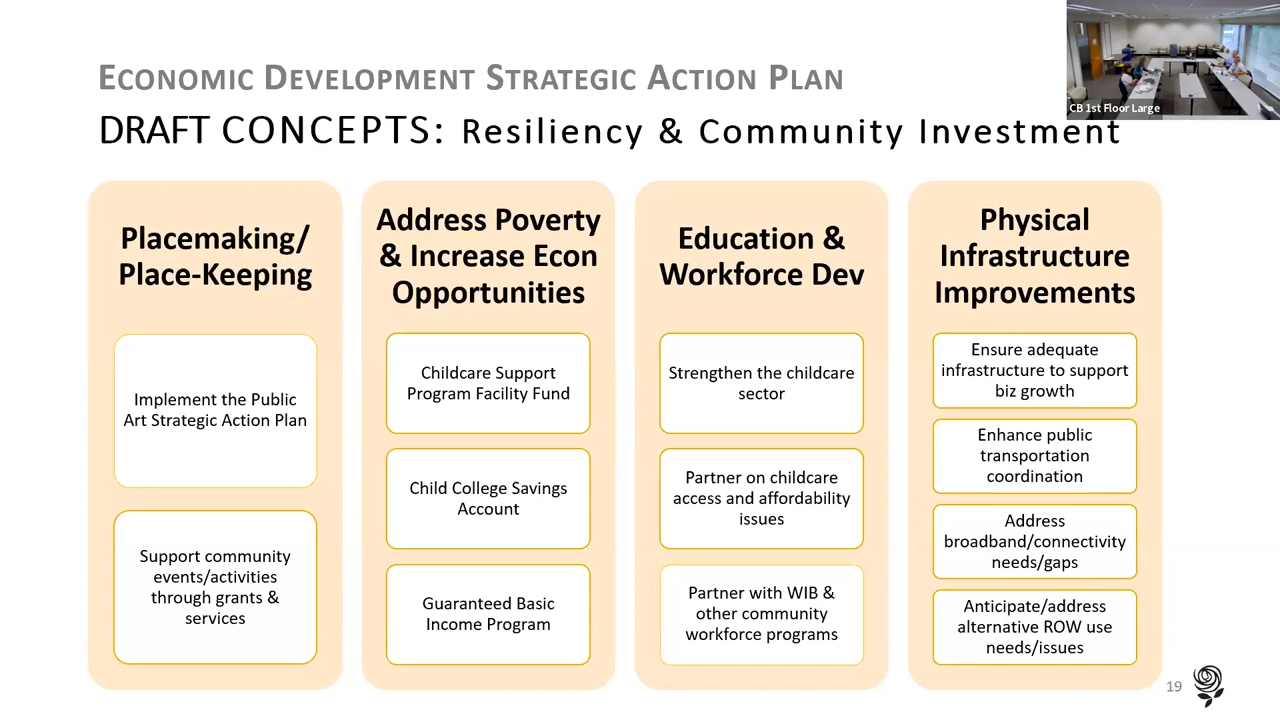 ECONOMIC DEVELOPMENT STRATEGIC ACTION PLAN
DRAFT CONCEPTS: Resiliency & Community Investment
CB 1st Floor Large
Placemaking/
Place-Keeping
Implement the Public
Art Strategic Action Plan
Support community
events/activities
through grants &
services
Address Poverty
& Increase Econ
Opportunities
Childcare Support
Program Facility Fund
Child College Savings
Account
Guaranteed Basic
Income Program
Education &
Workforce Dev
Strengthen the childcare
sector
Partner on childcare
access and affordability
issues
Partner with WIB &
other community
workforce programs
Physical
Infrastructure
Improvements
Ensure adequate
infrastructure to support
biz growth
Enhance public
transportation
coordination
Address
broadband/connectivity
needs/gaps
Anticipate/address
alternative ROW use
needs/issues
19